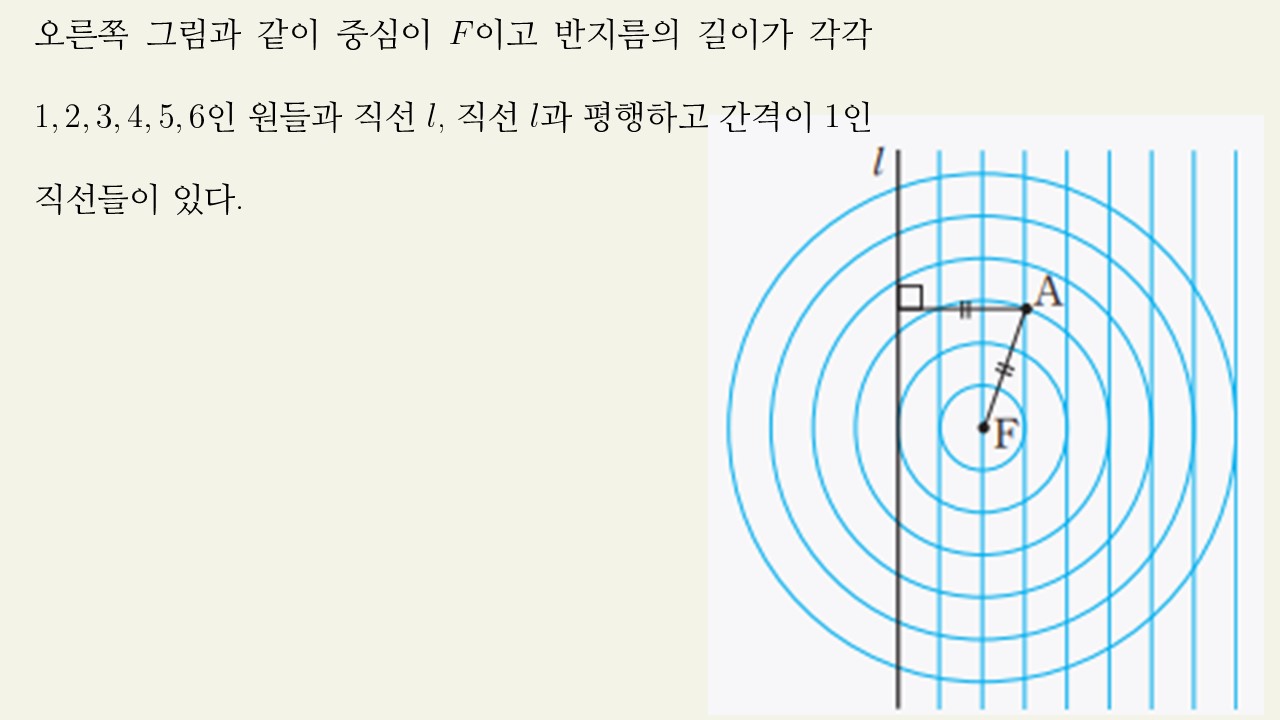 오른쪽 그림과 같이 중심이 F이고 반지름의 길이가 각각
1, 2, 3, 4, 5, 6인 원들과 직선 l, 직선 l과 평행하고 간격이 1인
직선들이 있다.
l
A
F